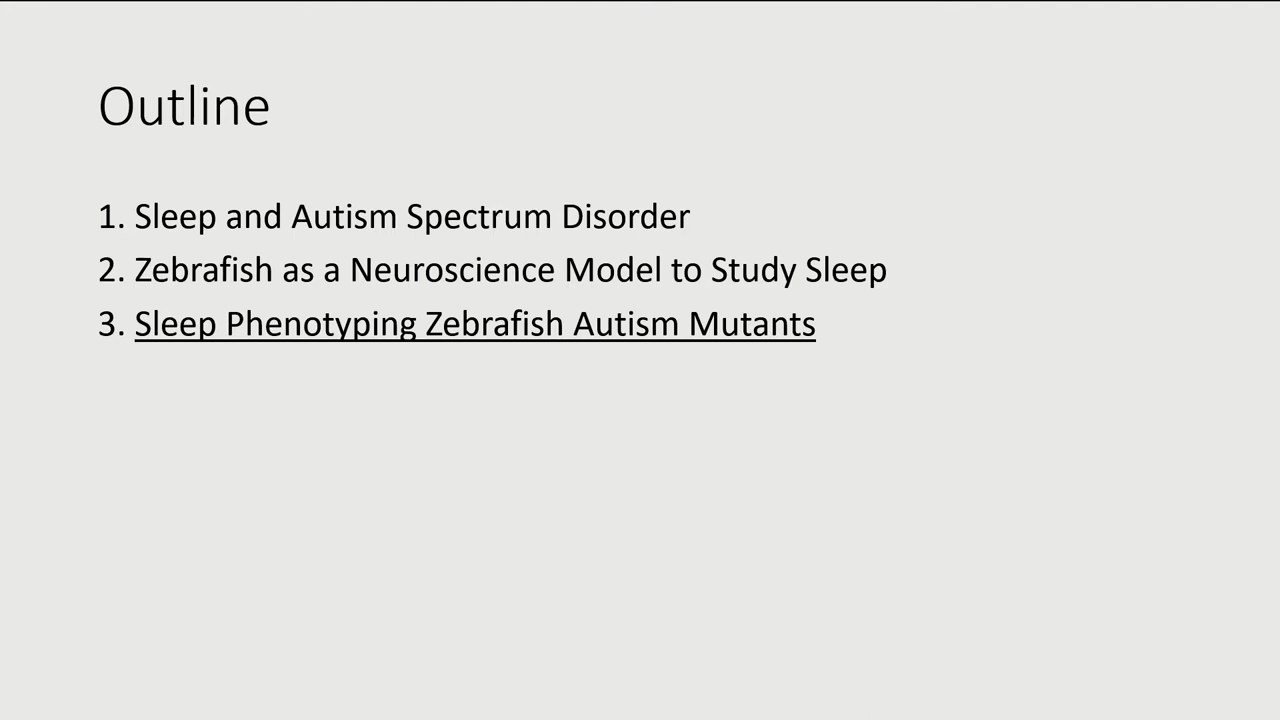 Outline
1. Sleep and Autism Spectrum Disorder
2. Zebrafish as a Neuroscience Model to Study Sleep
3. Sleep Phenotyping Zebrafish Autism Mutants